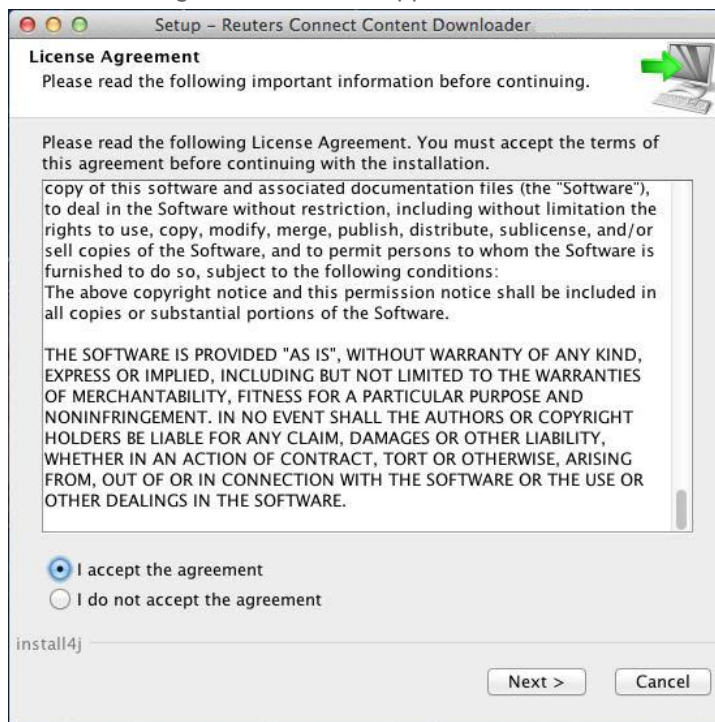 Setup – Reuters Connect Content Downloader
License Agreement
Please read the following important information before continuing.
Please read the following License Agreement. You must accept the terms of
this agreement before continuing with the installation.
copy of this software and associated documentation files (the "Software"),
to deal in the Software without restriction, including without limitation the
rights to use, copy, modify, merge, publish, distribute, sublicense, and/or
sell copies of the Software, and to permit persons to whom the Software is
furnished to do so, subject to the following conditions:
The above copyright notice and this permission notice shall be included in
all copies or substantial portions of the Software.
THE SOFTWARE IS PROVIDED "AS IS", WITHOUT WARRANTY OF ANY KIND,
EXPRESS OR IMPLIED, INCLUDING BUT NOT LIMITED TO THE WARRANTIES
OF MERCHANTABILITY, FITNESS FOR A PARTICULAR PURPOSE AND
NONINFRINGEMENT. IN NO EVENT SHALL THE AUTHORS OR COPYRIGHT
HOLDERS BE LIABLE FOR ANY CLAIM, DAMAGES OR OTHER LIABILITY,
WHETHER IN AN ACTION OF CONTRACT, TORT OR OTHERWISE, ARISING
FROM, OUT OF OR IN CONNECTION WITH THE SOFTWARE OR THE USE OR
OTHER DEALINGS IN THE SOFTWARE.
I accept the agreement
I do not accept the agreement
install4j
Next >
Cancel